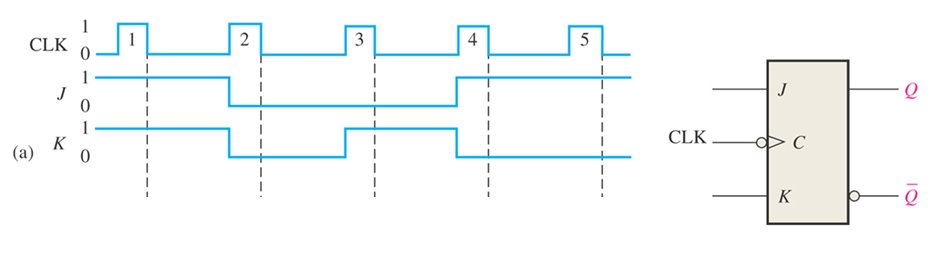 1
CLK 0
1 2 3 4 5
1
J 0
1
(a) K 0
J Q
CLK C
K Q̅